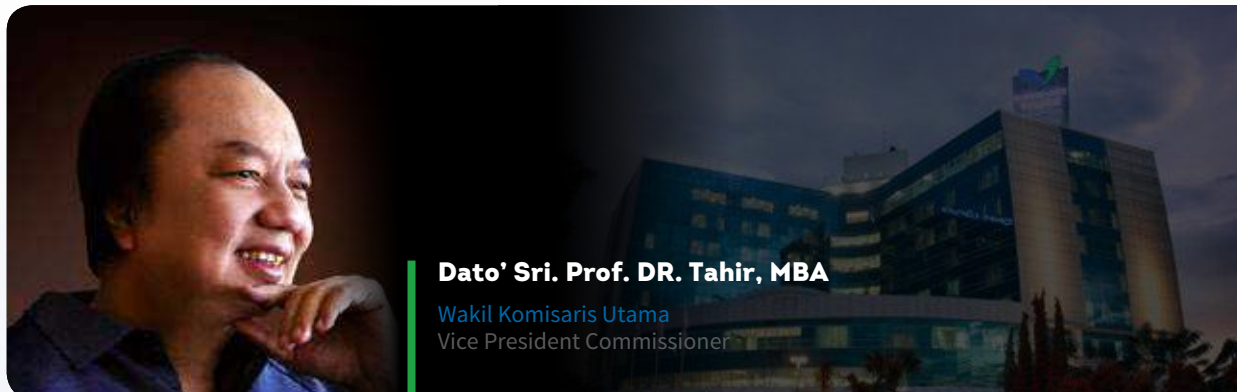 Dato’ Sri. Prof. DR. Tahir, MBA
Wakil Komisaris Utama
Vice President Commissioner